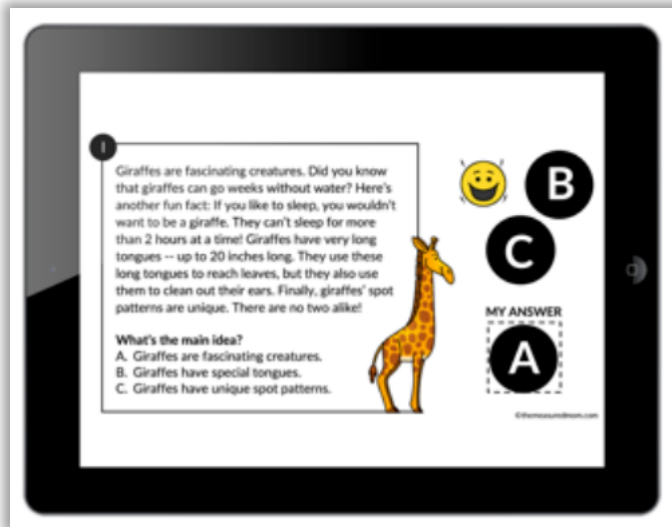 1
Giraffes are fascinating creatures. Did you know
that giraffes can go weeks without water? Here's
another fun fact: If you like to sleep, you wouldn't
want to be a giraffe. They can't sleep for more
than 2 hours at a time! Giraffes have very long
tongues -- up to 20 inches long. They use these
long tongues to reach leaves, but they also use
them to clean out their ears. Finally, giraffes' spot
patterns are unique. There are no two alike!
What's the main idea?
A. Giraffes are fascinating creatures.
B. Giraffes have special tongues.
C. Giraffes have unique spot patterns.
B
C
MY ANSWER
A
©themeasuredmom.com